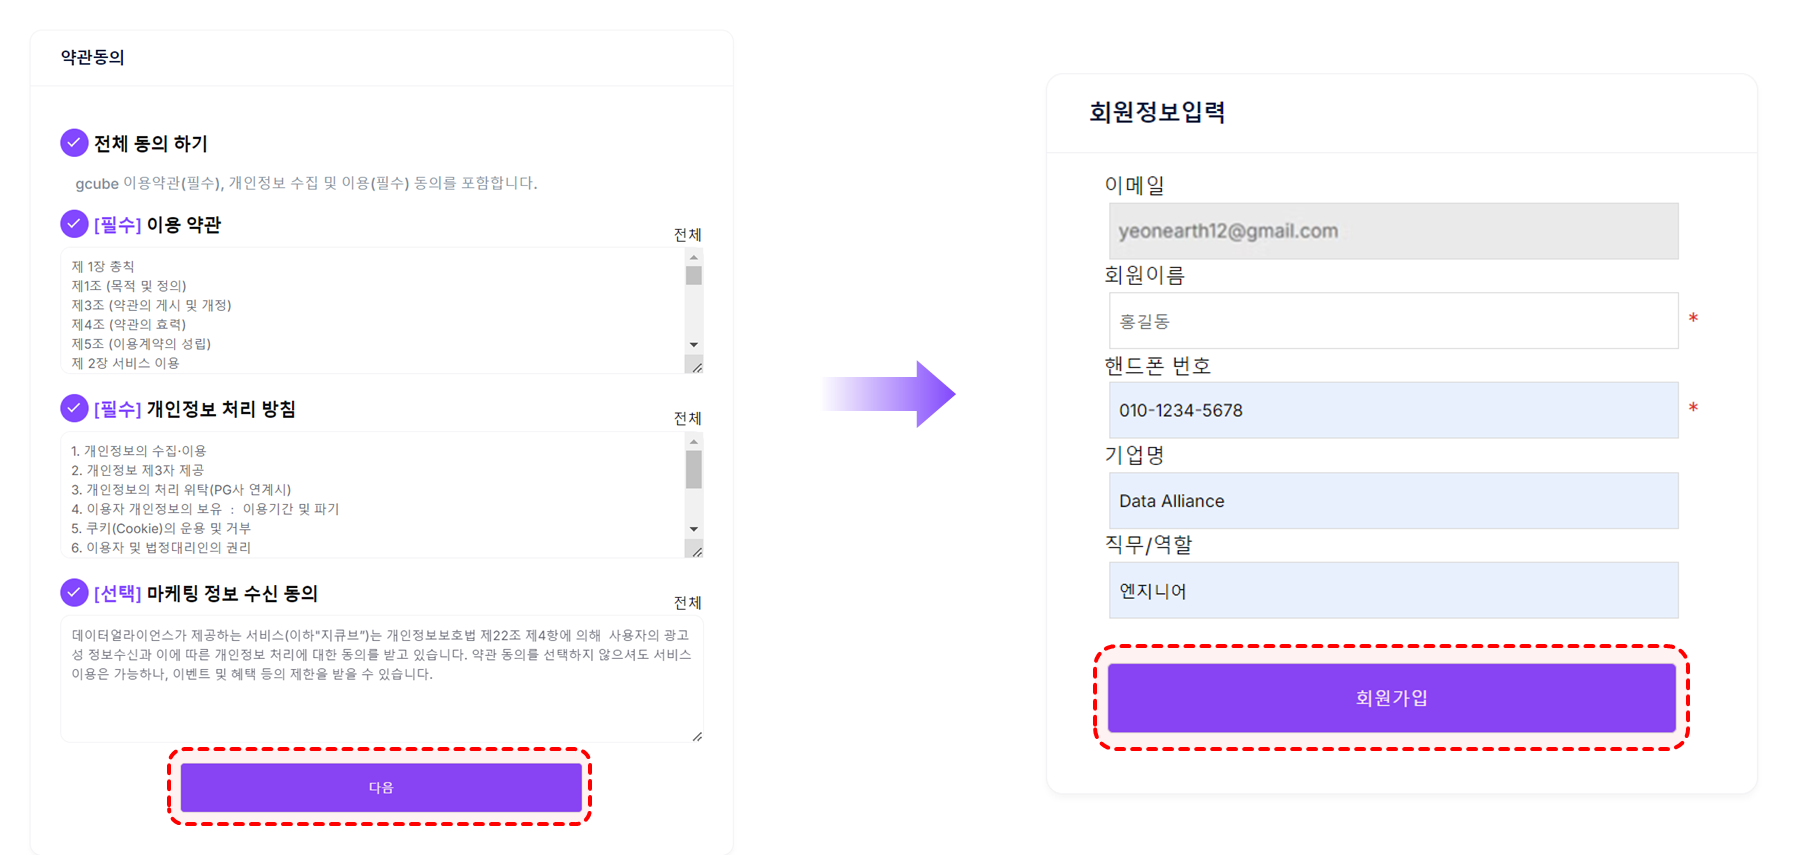 약관동의
전체 동의 하기
gcube 이용약관(필수), 개인정보 수집 및 이용(필수) 동의를 포함합니다.
[필수] 이용 약관
전체
제 1장 총칙
제1조 (목적 및 정의)
제3조 (약관의 게시 및 개정)
제4조 (약관의 효력)
제5조 (이용계약의 성립)
제 2장 서비스 이용
[필수] 개인정보 처리 방침
전체
1. 개인정보의 수집·이용
2. 개인정보 제3자 제공
3. 개인정보의 처리 위탁(PG사 연계시)
4. 이용자 개인정보의 보유 : 이용기간 및 파기
5. 쿠키(Cookie)의 운용 및 거부
6. 이용자 및 법정대리인의 권리
[선택] 마케팅 정보 수신 동의
전체
데이터얼라이언스가 제공하는 서비스(이하"지큐브")는 개인정보보호법 제22조 제4항에 의해 사용자의 광고
성 정보수신과 이에 따른 개인정보 처리에 대한 동의를 받고 있습니다. 약관 동의를 선택하지 않으셔도 서비스
이용은 가능하나, 이벤트 및 혜택 등의 제한을 받을 수 있습니다.
다음
회원정보입력
이메일
yeonearth12@gmail.com
회원이름
홍길동
*
핸드폰 번호
010-1234-5678
*
기업명
Data Alliance
직무/역할
엔지니어
회원가입